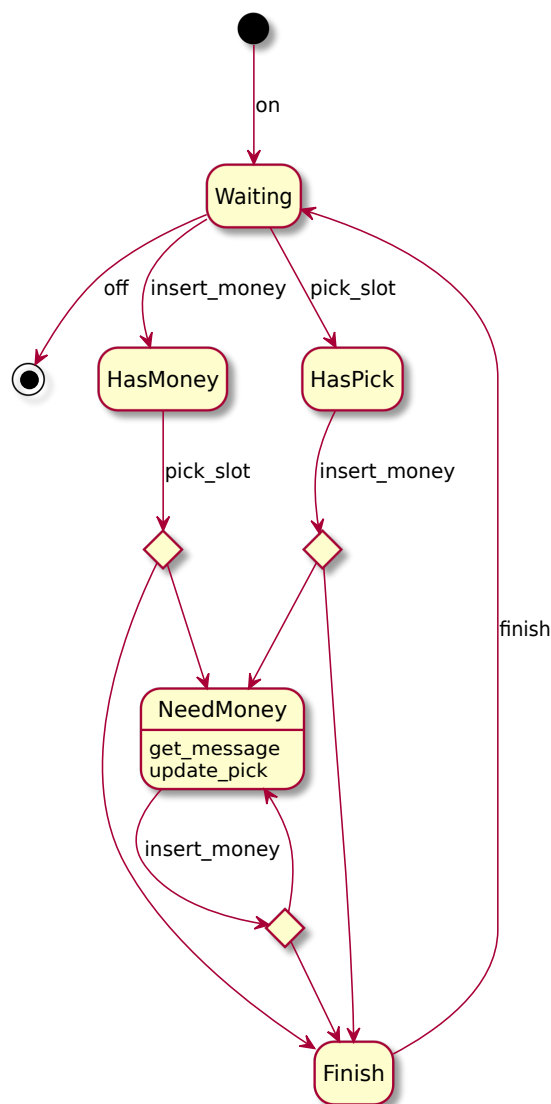 on
Waiting
off
insert_money
pick_slot
HasMoney
HasPick
pick_slot
insert_money
finish
NeedMoney
get_message
update_pick
insert_money
Finish